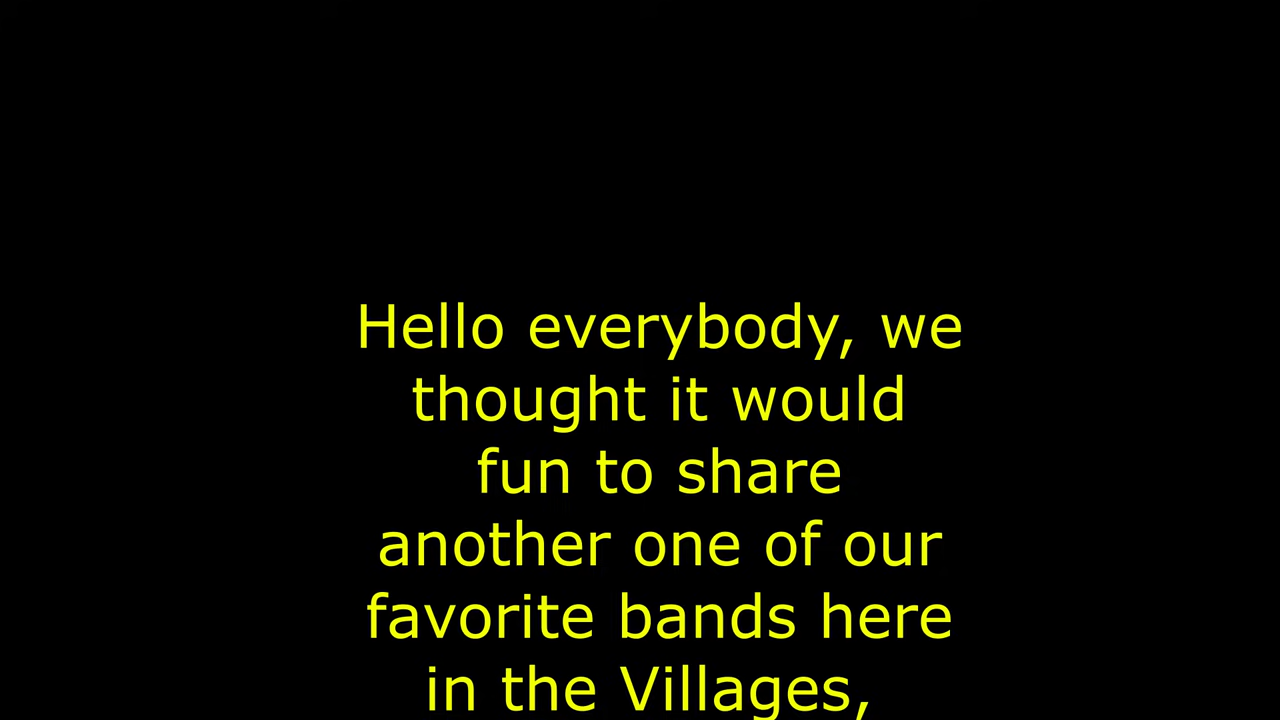 Hello everybody, we
thought it would
fun to share
another one of our
favorite bands here
in the Villages,